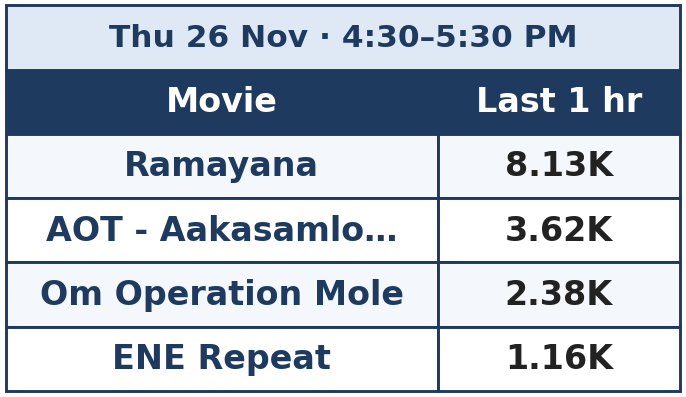 Thu 26 Nov · 4:30–5:30 PM
Movie Last 1 hr
Ramayana 8.13K
AOT - Aakasamlo... 3.62K
Om Operation Mole 2.38K
ENE Repeat 1.16K